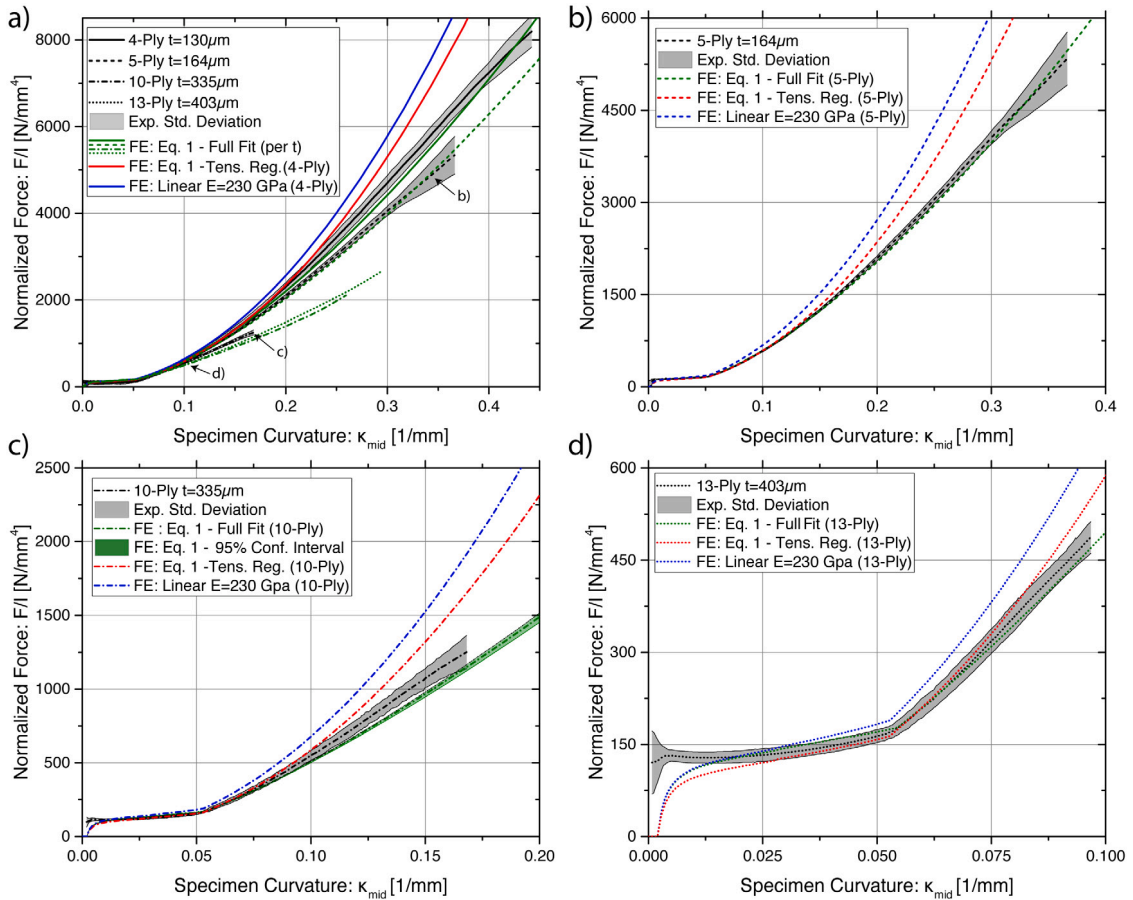 a)
Normalized Force: F/I [N/mm⁴]
8000
6000
4000
2000
0
4-Ply t=130µm
5-Ply t=164µm
10-Ply t=335µm
13-Ply t=403µm
Exp. Std. Deviation
FE: Eq. 1 - Full Fit (per t)
FE: Eq. 1 -Tens. Reg. (4-Ply)
FE: Linear E=230 GPa (4-Ply)
b)
c)
d)
0.0 0.1 0.2 0.3 0.4
Specimen Curvature: κmid [1/mm]
b)
Normalized Force: F/I [N/mm⁴]
6000
4500
3000
1500
0
5-Ply t=164µm
Exp. Std. Deviation
FE: Eq. 1 - Full Fit (5-Ply)
FE: Eq. 1 - Tens. Reg. (5-Ply)
FE: Linear E=230 GPa (5-Ply)
0.0 0.1 0.2 0.3 0.4
Specimen Curvature: κmid [1/mm]
c)
Normalized Force: F/I [N/mm⁴]
2500
2000
1500
1000
500
0
10-Ply t=335µm
Exp. Std. Deviation
FE : Eq. 1 - Full Fit (10-Ply)
FE: Eq. 1 - 95% Conf. Interval
FE: Eq. 1 -Tens. Reg. (10-Ply)
FE: Linear E=230 Gpa (10-Ply)
0.00 0.05 0.10 0.15 0.20
Specimen Curvature: κmid [1/mm]
d)
Normalized Force: F/I [N/mm⁴]
600
450
300
150
0
13-Ply t=403µm
Exp. Std. Deviation
FE: Eq. 1 - Full Fit (13-Ply)
FE: Eq. 1 - Tens. Reg. (13-Ply)
FE: Linear E=230 Gpa (13-Ply)
0.000 0.025 0.050 0.075 0.100
Specimen Curvature: κmid [1/mm]